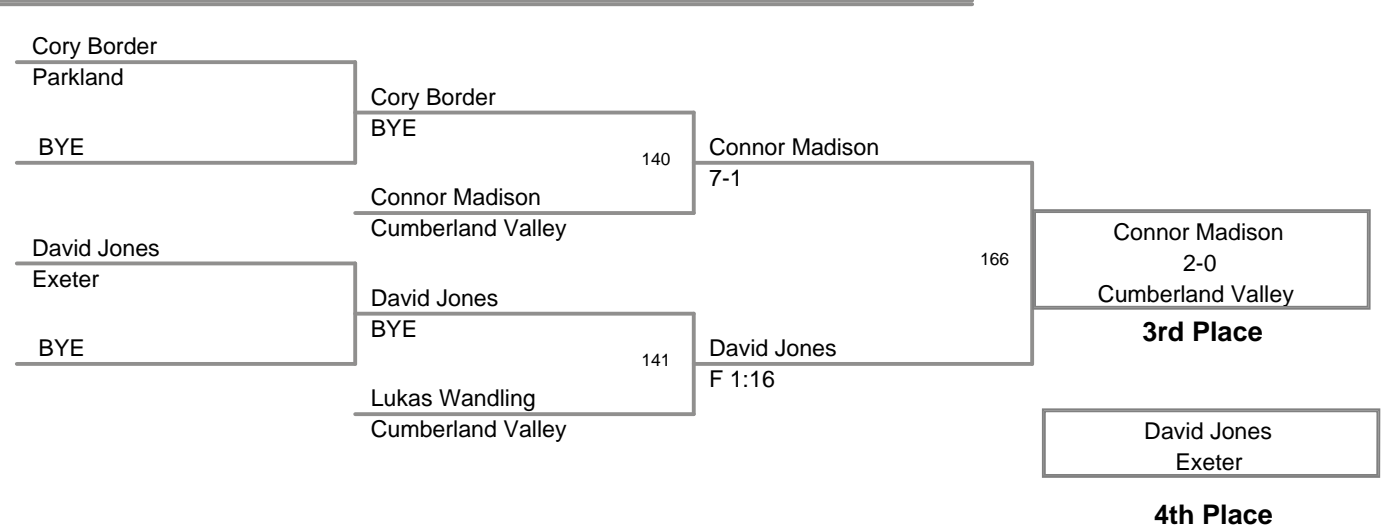 Cory Border
Parkland
BYE
David Jones
Exeter
BYE
Cory Border
BYE
140
Connor Madison
Cumberland Valley
David Jones
BYE
141
Lukas Wandling
Cumberland Valley
Connor Madison
7-1
166
David Jones
F 1:16
Connor Madison
2-0
Cumberland Valley
3rd Place
David Jones
Exeter
4th Place